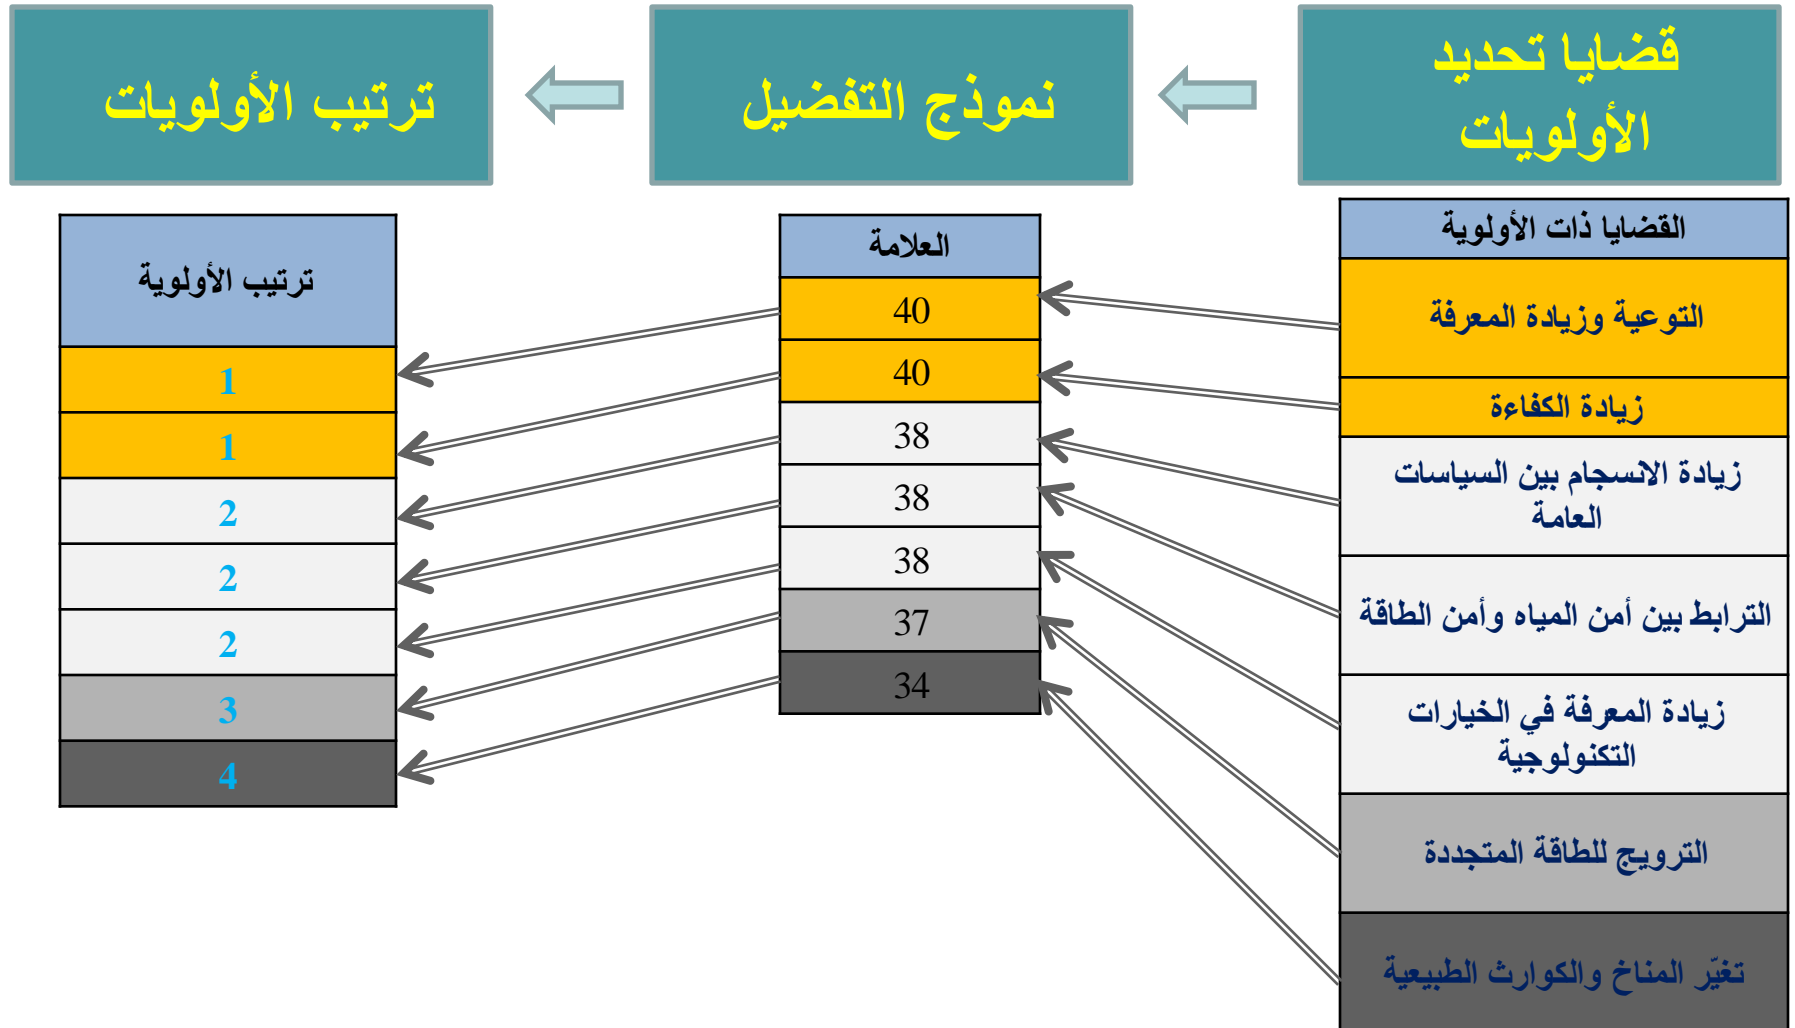 قضايا تحديد
الأولويات
نموذج التفضيل
ترتيب الأولويات
القضايا ذات الأولوية
التوعية وزيادة المعرفة
زيادة الكفاءة
زيادة الانسجام بين السياسات
العامة
الترابط بين أمن المياه وأمن الطاقة
زيادة المعرفة في الخيارات
التكنولوجية
الترويج للطاقة المتجددة
تغيّر المناخ والكوارث الطبيعية
العلامة
40
40
38
38
38
37
34
ترتيب الأولوية
1
1
2
2
2
3
4